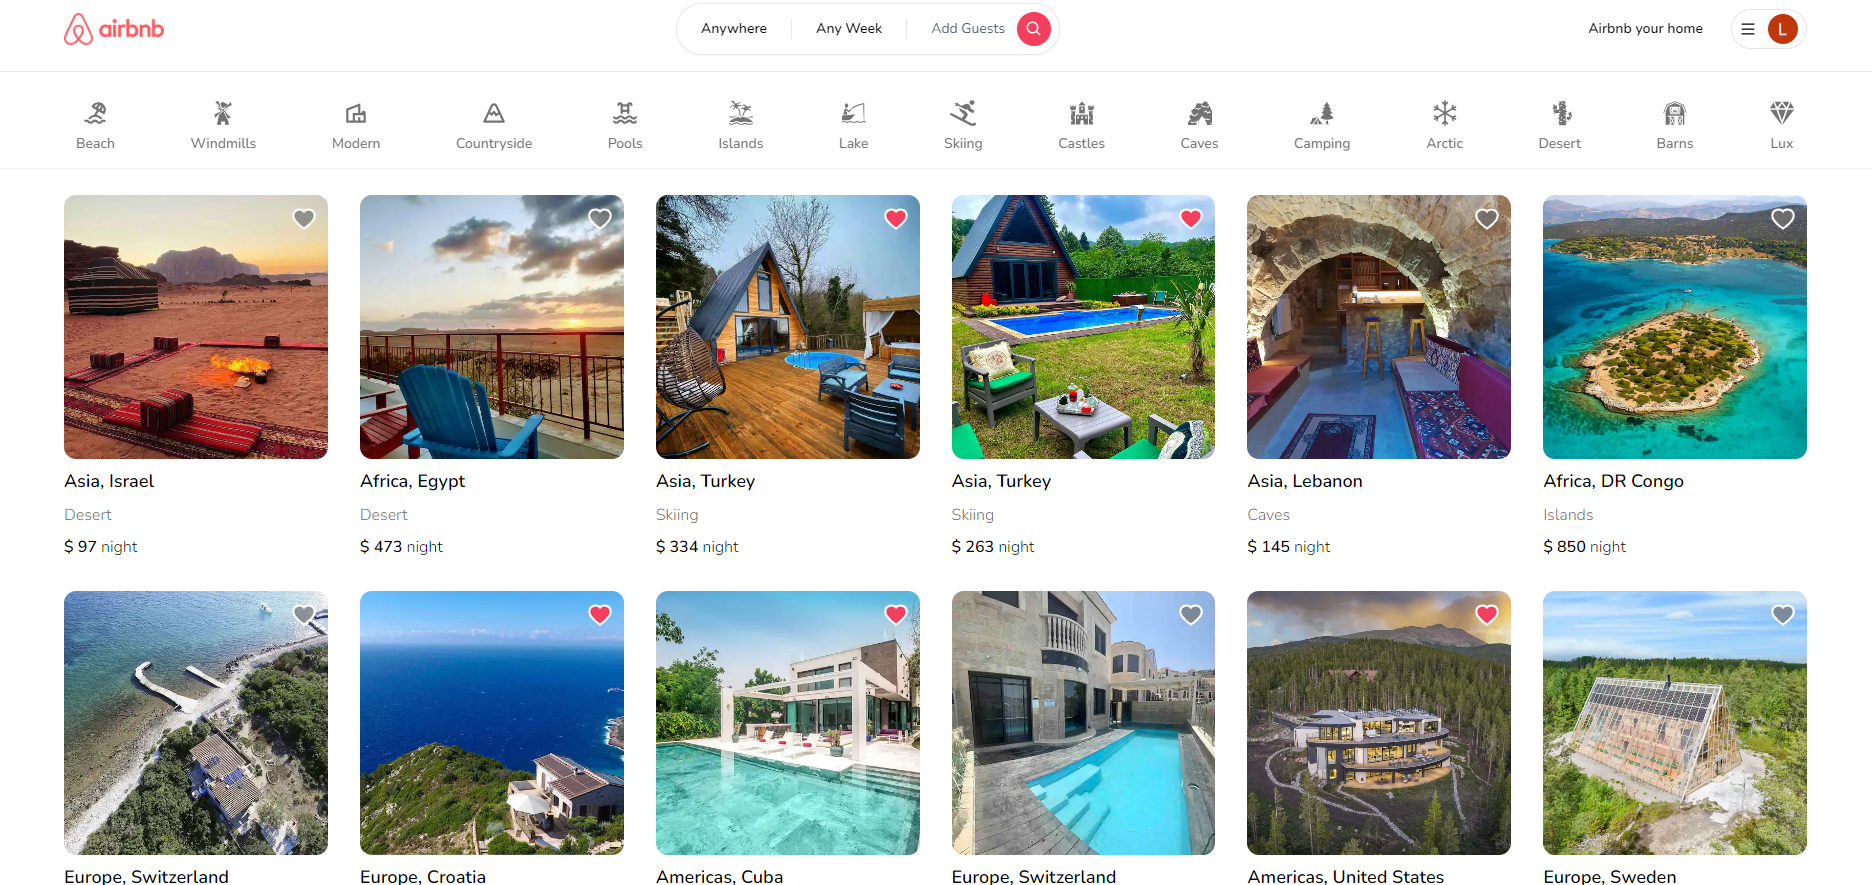 airbnb
Anywhere Any Week Add Guests
Airbnb your home L
Beach Windmills Modern Countryside Pools Islands Lake Skiing Castles Caves Camping Arctic Desert Barns Lux
Asia, Israel
Desert
$ 97 night
Africa, Egypt
Desert
$ 473 night
Asia, Turkey
Skiing
$ 334 night
Asia, Turkey
Skiing
$ 263 night
Asia, Lebanon
Caves
$ 145 night
Africa, DR Congo
Islands
$ 850 night
Europe, Switzerland
Europe, Croatia
Americas, Cuba
Europe, Switzerland
Americas, United States
Europe, Sweden